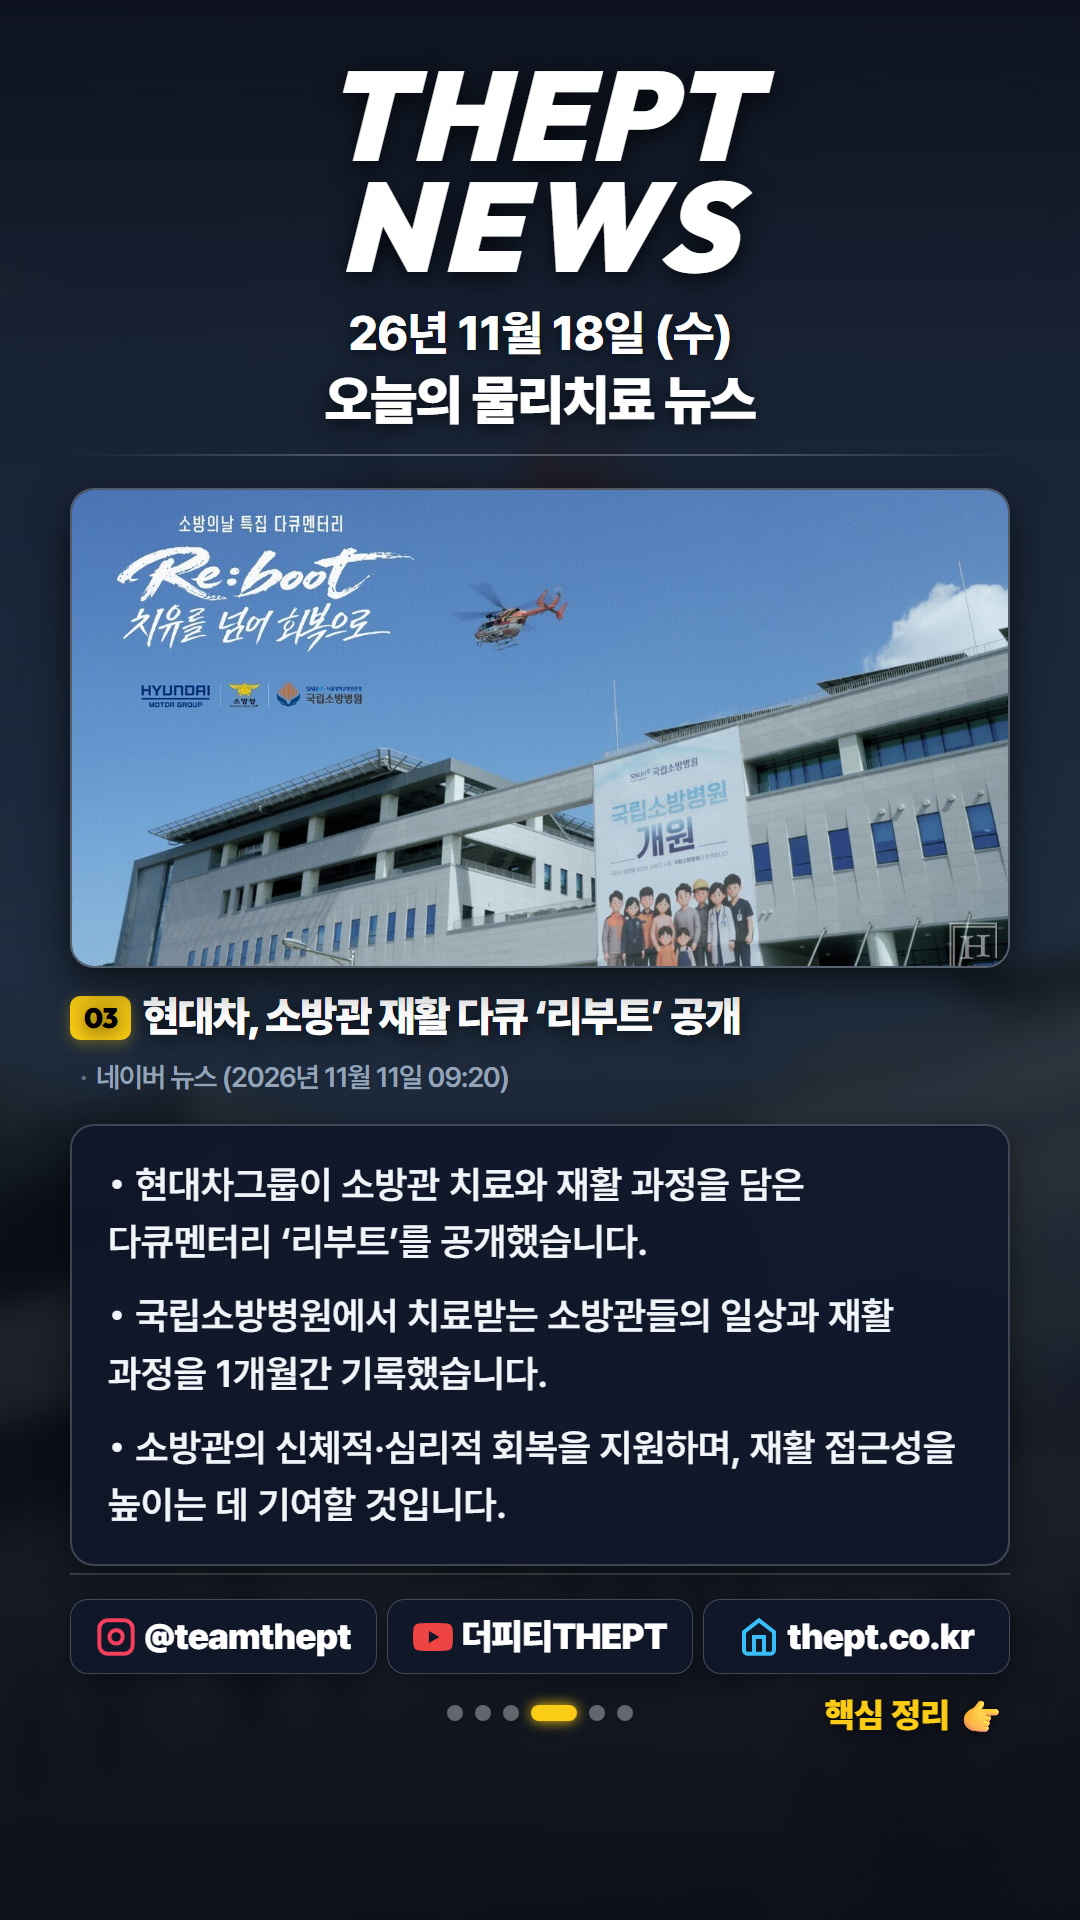 THEPT
NEWS
26년 11월 18일 (수)
오늘의 물리치료 뉴스
소방의날 특집 다큐멘터리
Re:boot
치유를 넘어 회복으로
HYUNDAI
MOTOR GROUP
소방청
국립소방병원
SNUH 국립소방병원
국립소방병원
개원
H
03 현대차, 소방관 재활 다큐 ‘리부트’ 공개
· 네이버 뉴스 (2026년 11월 11일 09:20)
• 현대차그룹이 소방관 치료와 재활 과정을 담은
다큐멘터리 ‘리부트’를 공개했습니다.
• 국립소방병원에서 치료받는 소방관들의 일상과 재활
과정을 1개월간 기록했습니다.
• 소방관의 신체적·심리적 회복을 지원하며, 재활 접근성을
높이는 데 기여할 것입니다.
@teamthept
더피티THEPT
thept.co.kr
핵심 정리 👉